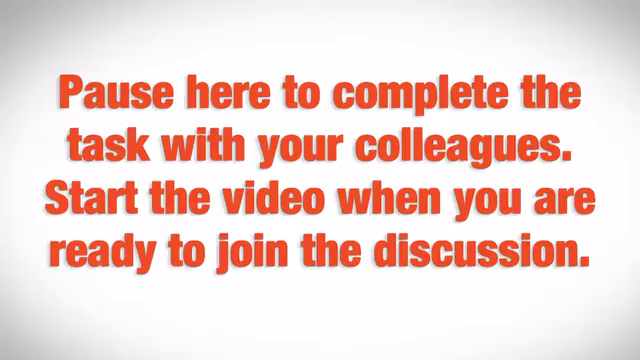 Pause here to complete the
task with your colleagues.
Start the video when you are
ready to join the discussion.